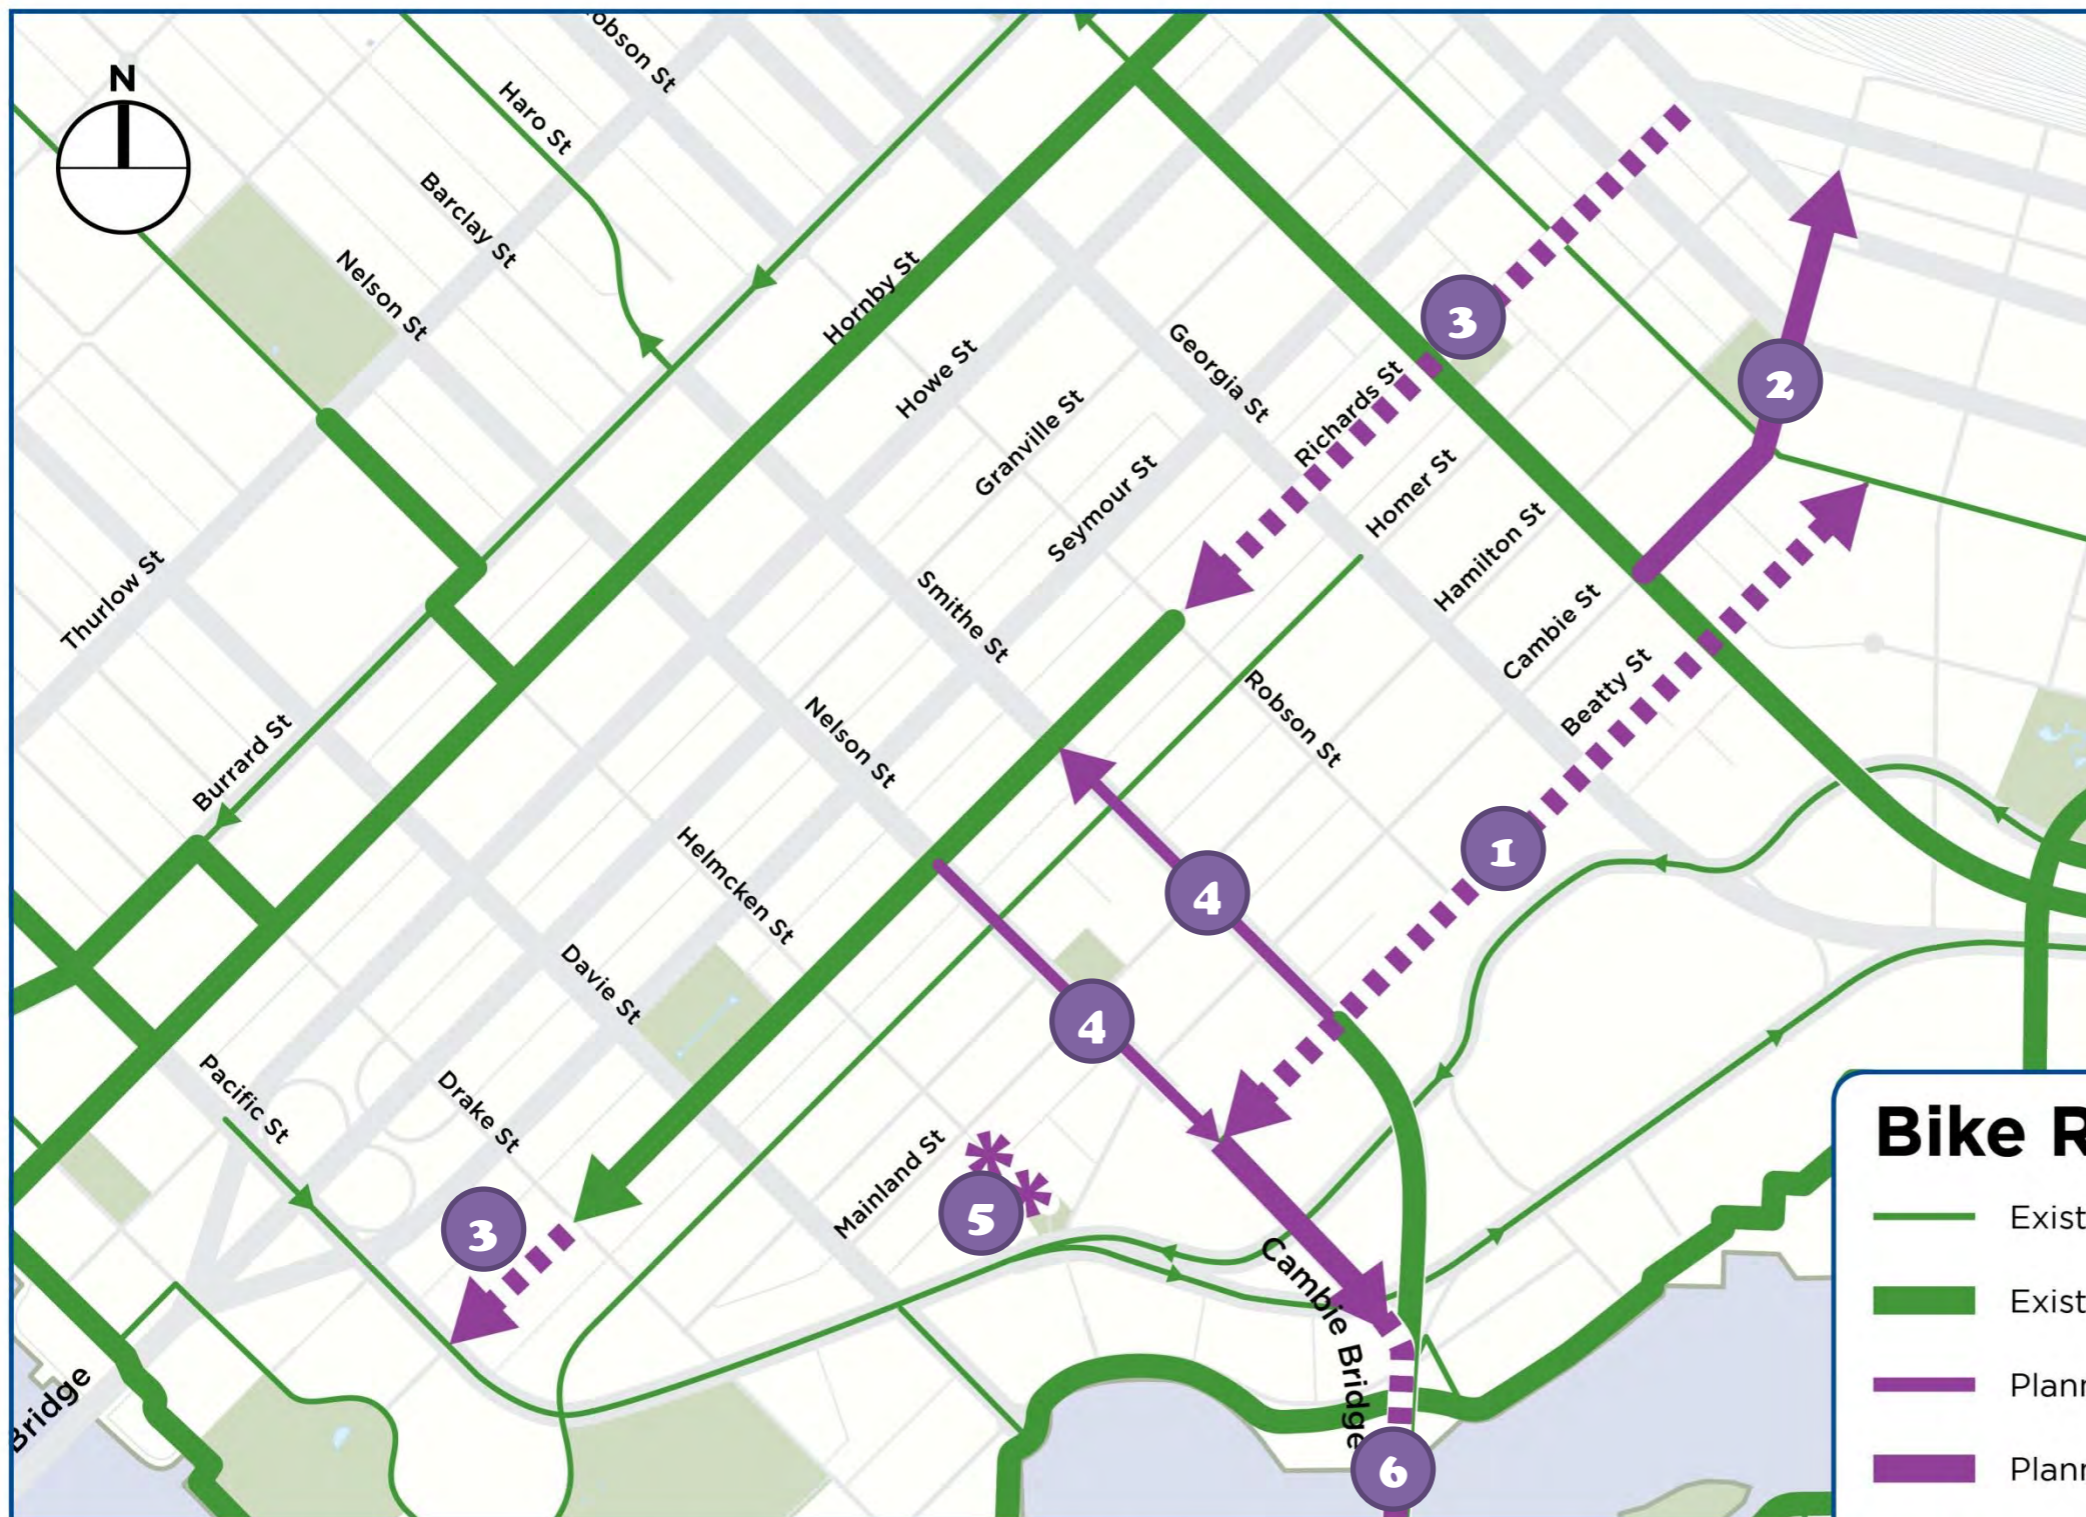 N
obson St
Haro St
Barclay St
Nelson St
Hornby St
Howe St
Georgia St
Granville St
Seymour St
Richards St
Homer St
Hamilton St
Cambie St
Beatty St
Thurlow St
Smithe St
Robson St
Nelson St
Burrard St
Helmcken St
Davie St
Pacific St
Drake St
Mainland St
Cambie Bridge
Bridge
3
2
1
4
4
5
3
6
Bike R
Exist
Exist
Plann
Plann